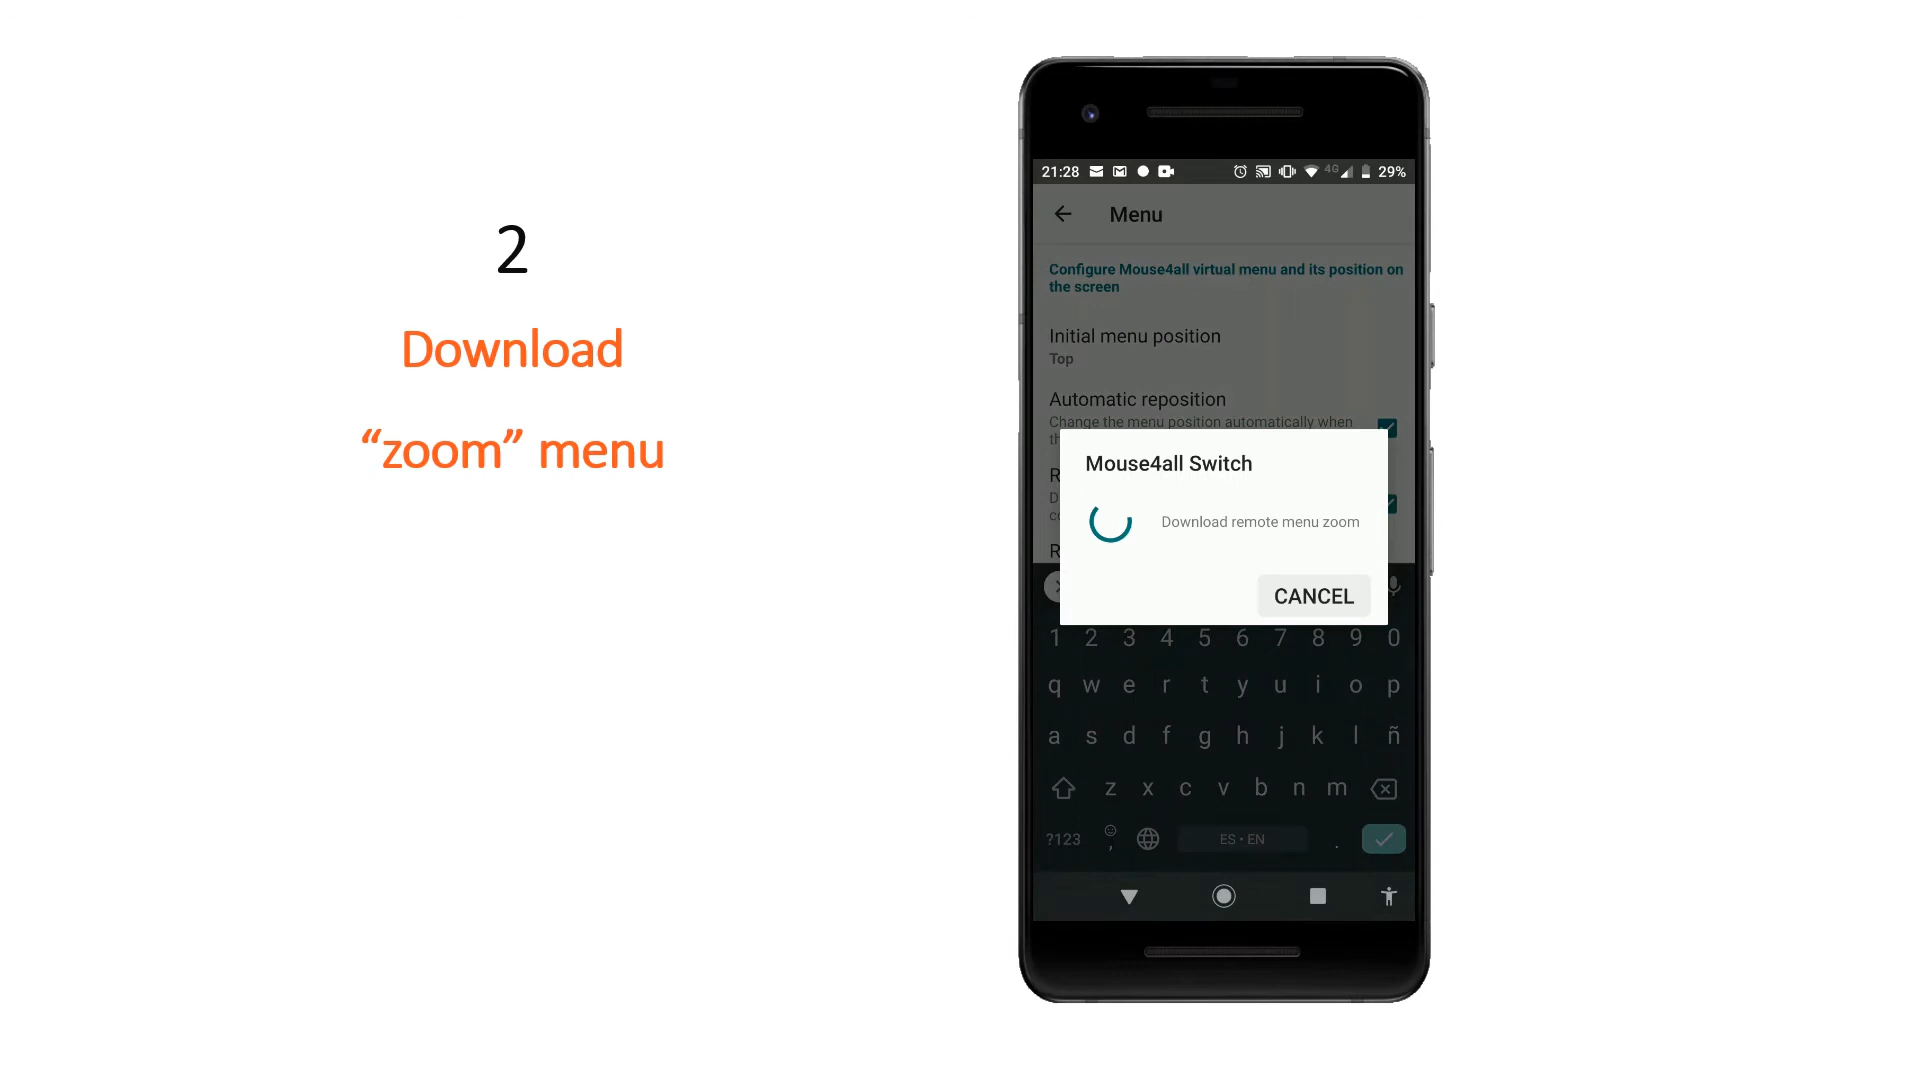 2
Download
“zoom” menu
21:28 4G 29%
Menu
Configure Mouse4all virtual menu and its position on
the screen
Initial menu position
Top
Automatic reposition
Change the menu position automatically when
Mouse4all Switch
Download remote menu zoom
CANCEL
1 2 3 4 5 6 7 8 9 0
q w e r t y u i o p
a s d f g h j k l ñ
z x c v b n m
?123 , ES • EN .